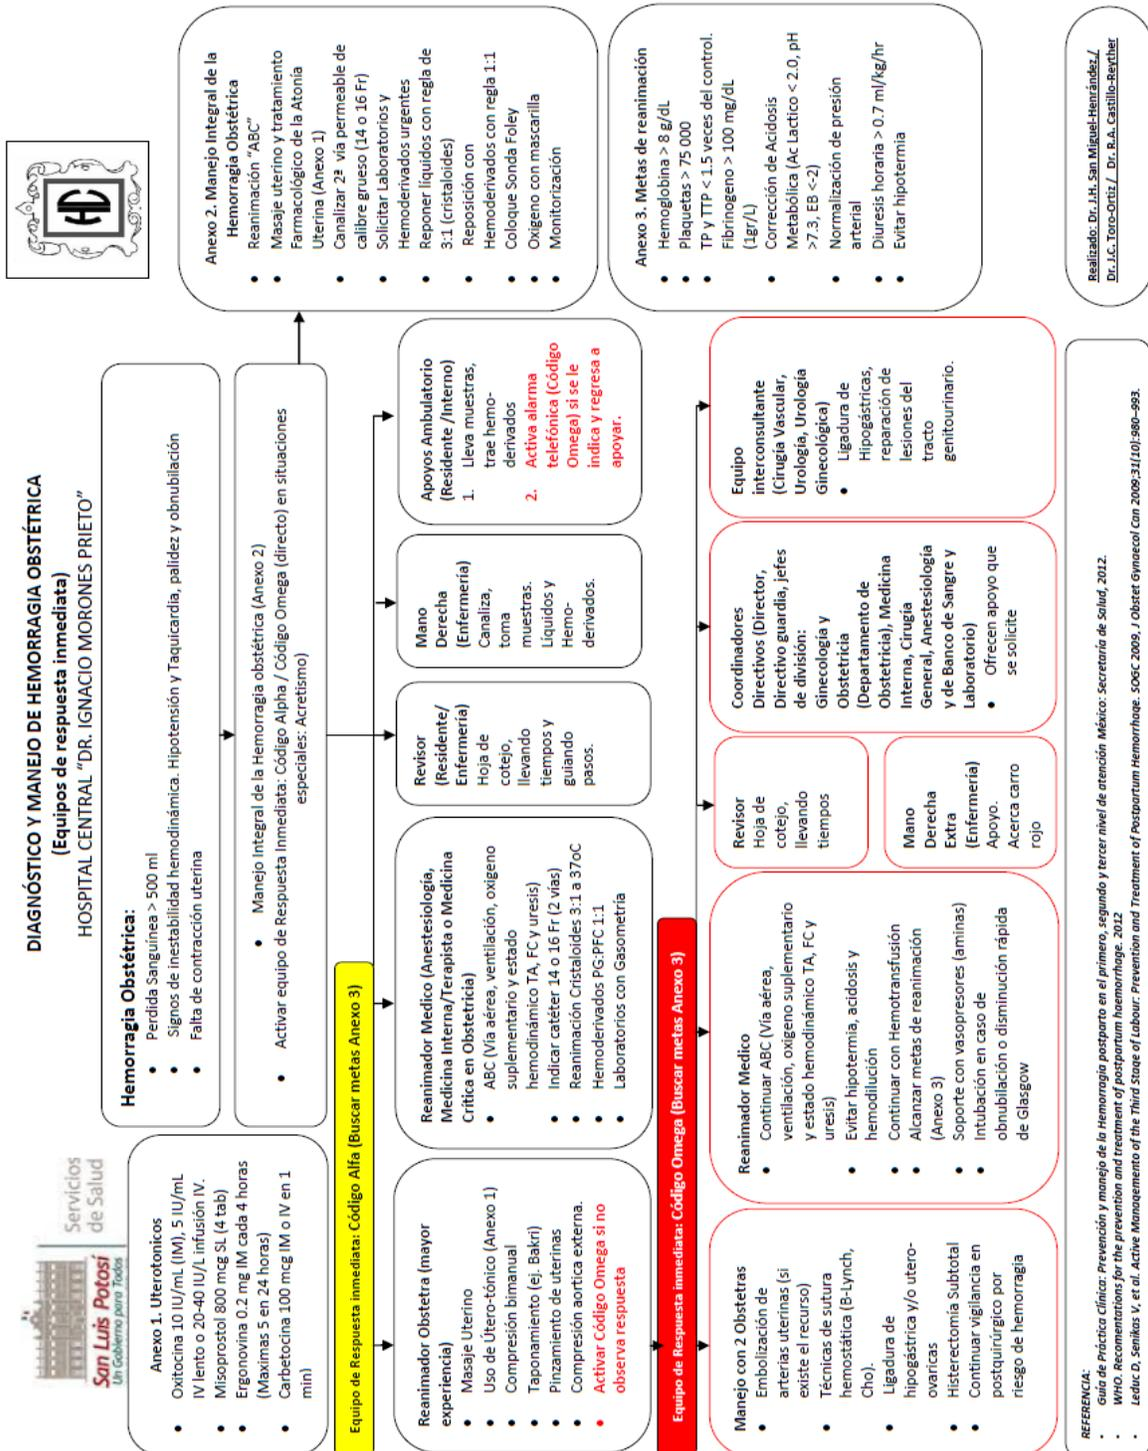 San Luis Potosí
Un Gobierno para Todos
Servicios
de Salud
DIAGNÓSTICO Y MANEJO DE HEMORRAGIA OBSTÉTRICA
(Equipos de respuesta inmediata)
HOSPITAL CENTRAL "DR. IGNACIO MORONES PRIETO"
Anexo 1. Uterotonicos
• Oxitocina 10 IU/mL (IM), 5 IU/mL
IV lento o 20-40 IU/L infusión IV.
• Misoprostol 800 mcg SL (4 tab)
• Ergonovina 0.2 mg IM cada 4 horas
(Maximas 5 en 24 horas)
• Carbetocina 100 mcg IM o IV en 1
min)
Hemorragia Obstétrica:
• Perdida Sanguínea > 500 ml
• Signos de inestabilidad hemodinámica. Hipotensión y Taquicardia, palidez y obnubilación
• Falta de contracción uterina
• Manejo Integral de la Hemorragia obstétrica (Anexo 2)
• Activar equipo de Respuesta Inmediata: Código Alpha / Código Omega (directo) en situaciones
especiales: Acretismo)
Anexo 2. Manejo Integral de la
Hemorragia Obstétrica
• Reanimación "ABC"
• Masaje uterino y tratamiento
Farmacológico de la Atonía
Uterina (Anexo 1)
• Canalizar 2ª vía permeable de
calibre grueso (14 o 16 Fr)
• Solicitar Laboratorios y
Hemoderivados urgentes
• Reponer líquidos con regla de
3:1 (cristaloides)
• Reposición con
Hemoderivados con regla 1:1
• Coloque Sonda Foley
• Oxigeno con mascarilla
• Monitorización
Equipo de Respuesta inmediata: Código Alfa (Buscar metas Anexo 3)
Reanimador Obstetra (mayor
experiencia)
• Masaje Uterino
• Uso de Útero-tónico (Anexo 1)
• Compresión bimanual
• Taponamiento (ej. Bakri)
• Pinzamiento de uterinas
• Compresión aortica externa.
• Activar Código Omega si no
observa respuesta
Reanimador Medico (Anestesiología,
Medicina Interna/Terapista o Medicina
Crítica en Obstetricia)
• ABC (Vía aérea, ventilación, oxigeno
suplementario y estado
hemodinámico TA, FC y uresis)
• Indicar catéter 14 o 16 Fr (2 vías)
• Reanimación Cristaloides 3:1 a 37oC
• Hemoderivados PG:PFC 1:1
• Laboratorios con Gasometría
Revisor
(Residente/
Enfermería)
Hoja de
cotejo,
llevando
tiempos y
guiando
pasos.
Mano
Derecha
(Enfermería)
Canaliza,
toma
muestras.
Líquidos y
Hemo-
derivados.
Apoyos Ambulatorio
(Residente /Interno)
1. Lleva muestras,
trae hemo-
derivados
2. Activa alarma
telefónica (Código
Omega) si se le
indica y regresa a
apoyar.
Anexo 3. Metas de reanimación
• Hemoglobina > 8 g/dL
• Plaquetas > 75 000
• TP y TTP < 1.5 veces del control.
• Fibrinogeno > 100 mg/dL
(1gr/L)
• Corrección de Acidosis
Metabólica (Ac Lactico < 2.0, pH
>7.3, EB <-2)
• Normalización de presión
arterial
• Diuresis horaria > 0.7 ml/kg/hr
• Evitar hipotermia
Equipo de Respuesta inmediata: Código Omega (Buscar metas Anexo 3)
Manejo con 2 Obstetras
• Embolización de
arterias uterinas (si
existe el recurso)
• Técnicas de sutura
hemostática (B-Lynch,
Cho).
• Ligadura de
hipogástrica y/o utero-
ovaricas
• Histerectomia Subtotal
• Continuar vigilancia en
postquirúrgico por
riesgo de hemorragia
Reanimador Medico
• Continuar ABC (Vía aérea,
ventilación, oxigeno suplementario
y estado hemodinámico TA, FC y
uresis)
• Evitar hipotermia, acidosis y
hemodilución
• Continuar con Hemotransfusión
• Alcanzar metas de reanimación
(Anexo 3)
• Soporte con vasopresores (aminas)
• Intubación en caso de
obnubilación o disminución rápida
de Glasgow
Revisor
Hoja de
cotejo,
llevando
tiempos
Mano
Derecha
Extra
(Enfermería)
Apoyo.
Acerca carro
rojo
Coordinadores
Directivos (Director,
Directivo guardia, jefes
de división:
Ginecología y
Obstetricia
(Departamento de
Obstetricia), Medicina
Interna, Cirugía
General, Anestesiología
y de Banco de Sangre y
Laboratorio)
• Ofrecen apoyo que
se solicite
Equipo
interconsultante
(Cirugía Vascular,
Urología, Urología
Ginecológica)
• Ligadura de
Hipogástricas,
reparación de
lesiones del
tracto
genitourinario.
REFERENCIA:
• Guía de Práctica Clínica: Prevención y manejo de la Hemorragia postparto en el primero, segundo y tercer nivel de atención México: Secretaría de Salud, 2012.
• WHO. Recomentations for the prevention and treatment of postpartum haemorrhage. 2012
• Leduc D, Senikas V, et al. Active Managemento of the Third Stage of Labour: Prevention and Treatment of Postpartum Hemorrhage. SOGC 2009. J Obstet Gynaecol Can 2009;31(10):980–993.
Realizado: Dr. J.H. San Miguel-Henrández./
Dr. J.C. Toro-Ortiz / Dr. R.A. Castillo-Reyther